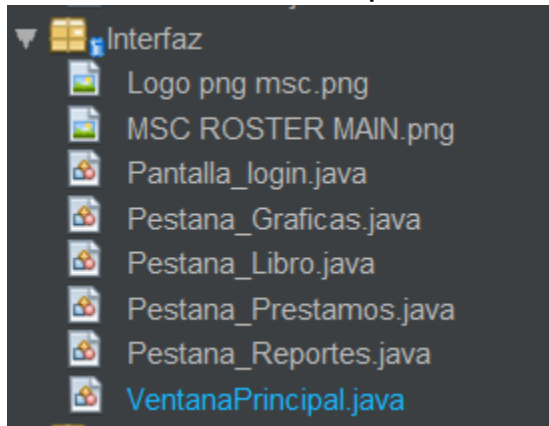 Interfaz
Logo png msc.png
MSC ROSTER MAIN.png
Pantalla_login.java
Pestana_Graficas.java
Pestana_Libro.java
Pestana_Prestamos.java
Pestana_Reportes.java
VentanaPrincipal.java